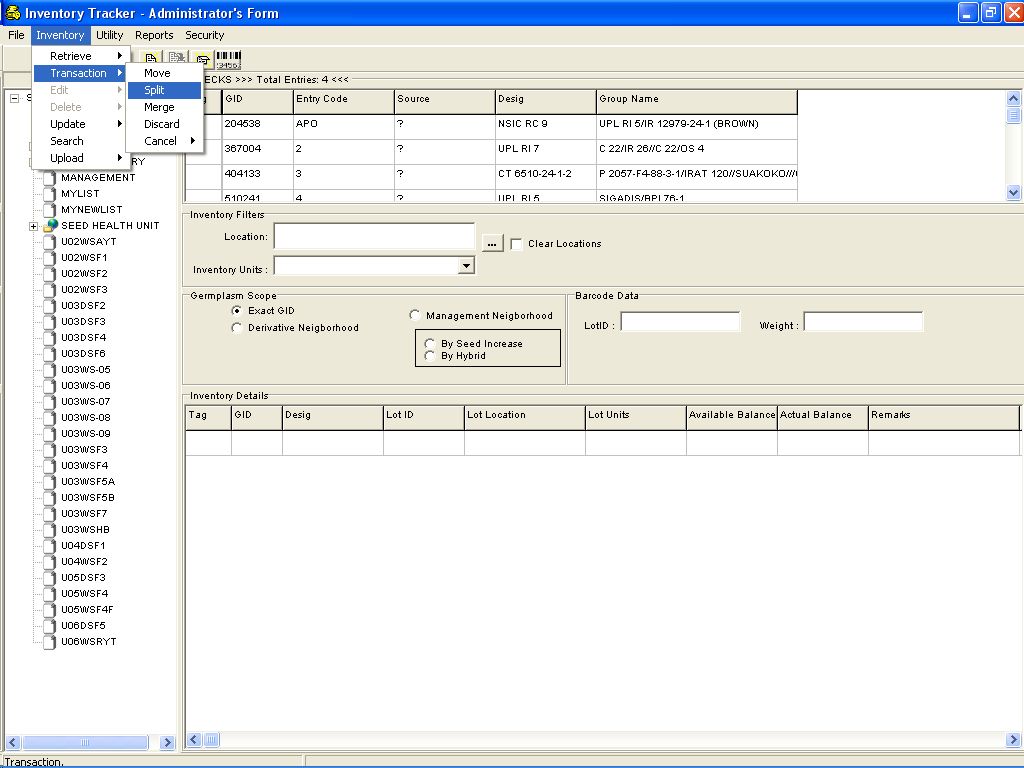 Inventory Tracker - Administrator's Form
File Inventory Utility Reports Security
Retrieve
Transaction
Edit
Delete
Update
Search
Upload
Move
Split
Merge
Discard
Cancel
ECKS >>> Total Entries: 4 <<<
GID Entry Code Source Desig Group Name
204538 APO ? NSIC RC 9 UPL RI 5/IR 12979-24-1 (BROWN)
367004 2 ? UPL RI 7 C 22/IR 26//C 22/OS 4
404133 3 ? CT 6510-24-1-2 P 2057-F4-88-3-1/IRAT 120//SUAKOKO///
510241 4 ? UPL RI 5 SIGADIS/BPI 76-1
RY
MANAGEMENT
MYLIST
MYNEWLIST
SEED HEALTH UNIT
U02WSAYT
U02WSF1
U02WSF2
U02WSF3
U03DSF2
U03DSF3
U03DSF4
U03DSF6
U03WS-05
U03WS-06
U03WS-07
U03WS-08
U03WS-09
U03WSF3
U03WSF4
U03WSF5A
U03WSF5B
U03WSF7
U03WSHB
U04DSF1
U04WSF2
U05DSF3
U05WSF4
U05WSF4F
U06DSF5
U06WSRYT
Inventory Filters
Location: ... Clear Locations
Inventory Units :
Germplasm Scope
Exact GID
Derivative Neigborhood
Management Neigborhood
By Seed Increase
By Hybrid
Barcode Data
LotID : Weight :
Inventory Details
Tag GID Desig Lot ID Lot Location Lot Units Available Balance Actual Balance Remarks
Transaction.